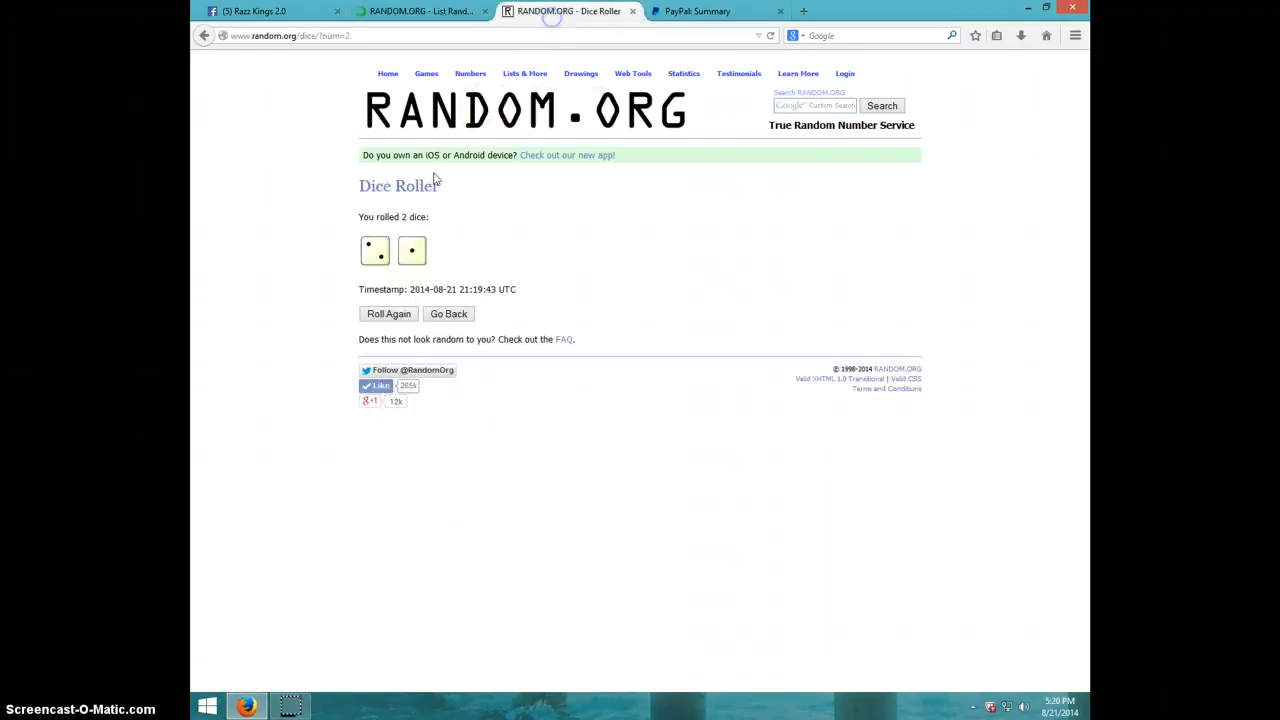 (5) Razz Kings 2.0
RANDOM.ORG - List Rand...
RANDOM.ORG - Dice Roller
PayPal: Summary
www.random.org/dice/?num=2
Google
Home Games Numbers Lists & More Drawings Web Tools Statistics Testimonials Learn More Login
RANDOM.ORG
Search RANDOM.ORG
Google™ Custom Search
Search
True Random Number Service
Do you own an iOS or Android device? Check out our new app!
Dice Roller
You rolled 2 dice:
Timestamp: 2014-08-21 21:19:43 UTC
Roll Again Go Back
Does this not look random to you? Check out the FAQ.
Follow @RandomOrg
Like 265k
g+1 12k
© 1998-2014 RANDOM.ORG
Valid XHTML 1.0 Transitional | Valid CSS
Terms and Conditions
5:20 PM
8/21/2014
Screencast-O-Matic.com